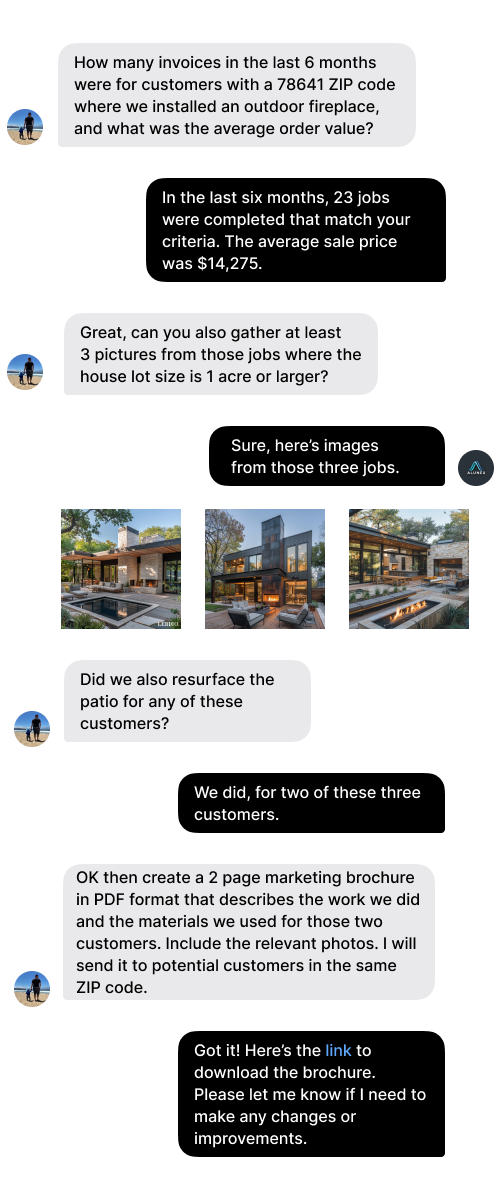 How many invoices in the last 6 months
were for customers with a 78641 ZIP code
where we installed an outdoor fireplace,
and what was the average order value?
In the last six months, 23 jobs
were completed that match your
criteria. The average sale price
was $14,275.
Great, can you also gather at least
3 pictures from those jobs where the
house lot size is 1 acre or larger?
Sure, here’s images
from those three jobs.
Did we also resurface the
patio for any of these
customers?
We did, for two of these three
customers.
OK then create a 2 page marketing brochure
in PDF format that describes the work we did
and the materials we used for those two
customers. Include the relevant photos. I will
send it to potential customers in the same
ZIP code.
Got it! Here’s the link to
download the brochure.
Please let me know if I need to
make any changes or
improvements.